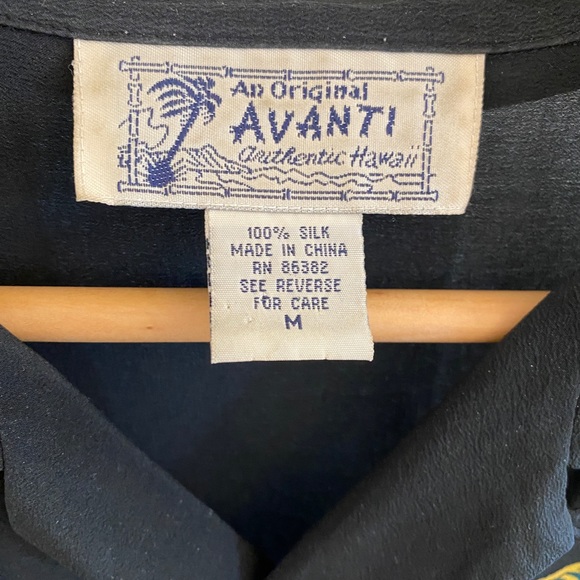 An Original
AVANTI
authentic Hawaii
100% SILK
MADE IN CHINA
RN 86382
SEE REVERSE
FOR CARE
M